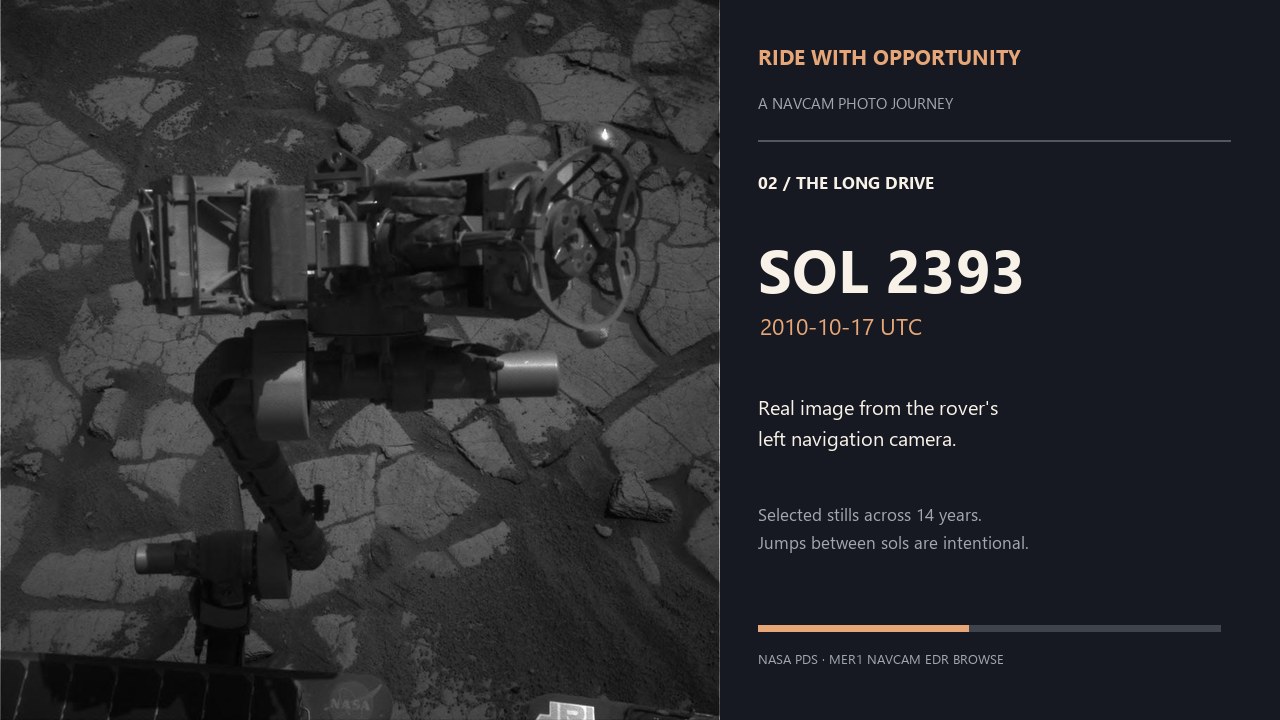 RIDE WITH OPPORTUNITY
A NAVCAM PHOTO JOURNEY
02 / THE LONG DRIVE
SOL 2393
2010-10-17 UTC
Real image from the rover's
left navigation camera.
Selected stills across 14 years.
Jumps between sols are intentional.
NASA PDS · MER1 NAVCAM EDR BROWSE
NASA
JPL